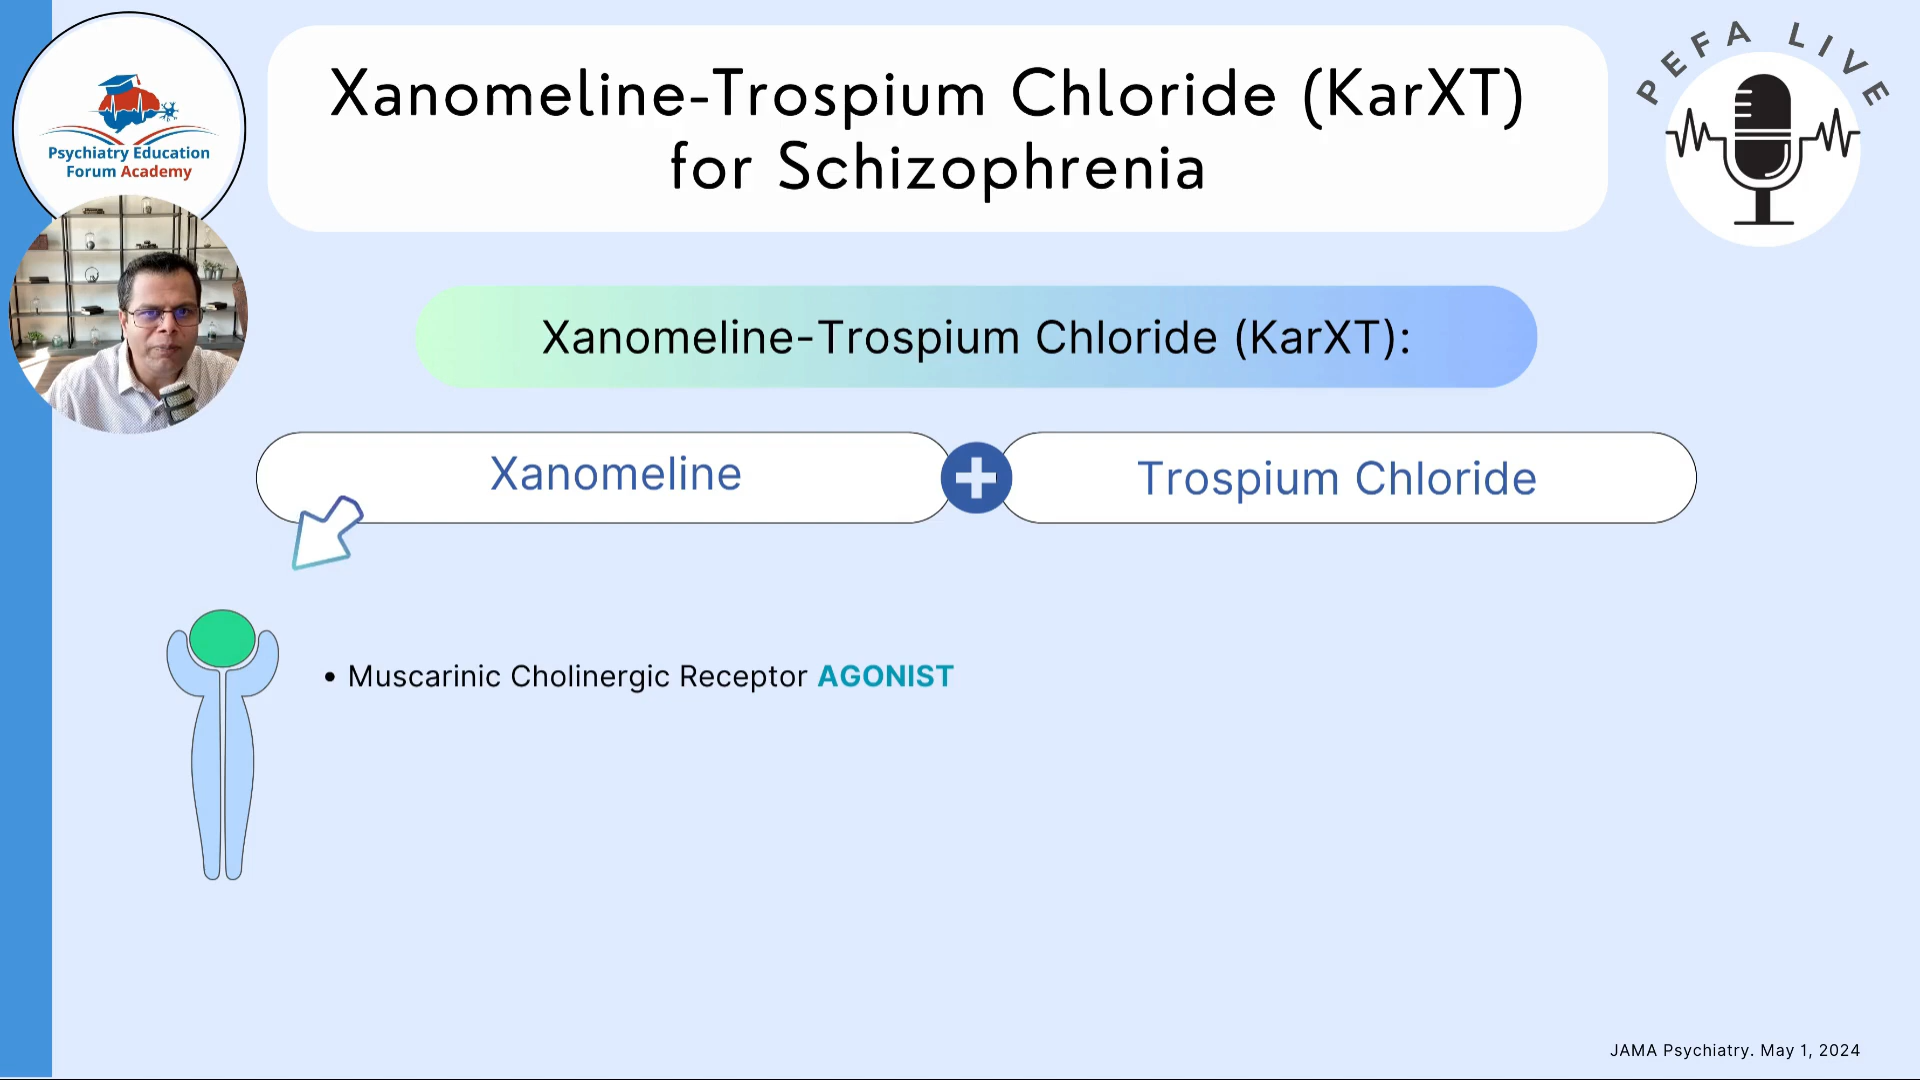 Psychiatry Education
Forum Academy
Xanomeline-Trospium Chloride (KarXT)
for Schizophrenia
PEFA LIVE
Xanomeline-Trospium Chloride (KarXT):
Xanomeline
Trospium Chloride
• Muscarinic Cholinergic Receptor AGONIST
JAMA Psychiatry. May 1, 2024